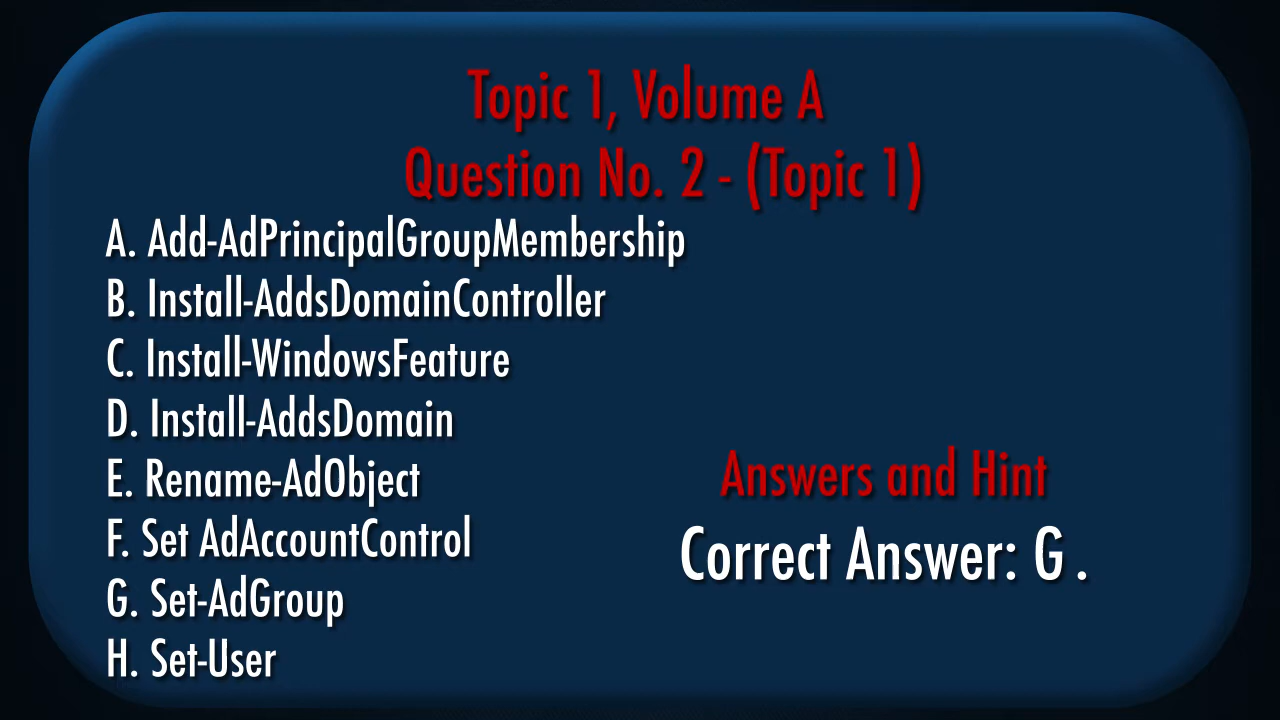 Topic 1, Volume A
Question No. 2 - (Topic 1)
A. Add-AdPrincipalGroupMembership
B. Install-AddsDomainController
C. Install-WindowsFeature
D. Install-AddsDomain
E. Rename-AdObject
F. Set AdAccountControl
G. Set-AdGroup
H. Set-User
Answers and Hint
Correct Answer: G .